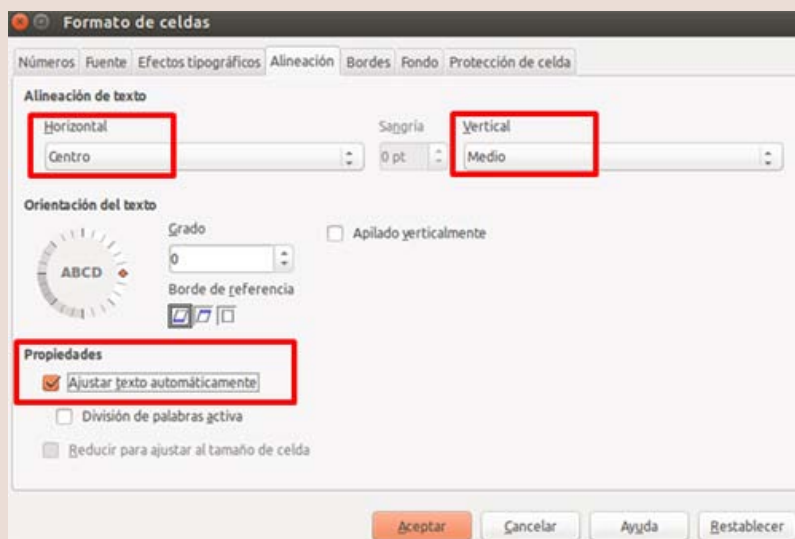 Formato de celdas
Números Fuente Efectos tipográficos Alineación Bordes Fondo Protección de celda
Alineación de texto
Horizontal Sangría Vertical
Centro 0 pt Medio
Orientación del texto
Grado Apilado verticalmente
0
ABCD
Borde de referencia
Propiedades
Ajustar texto automáticamente
División de palabras activa
Reducir para ajustar al tamaño de celda
Aceptar Cancelar Ayuda Restablecer